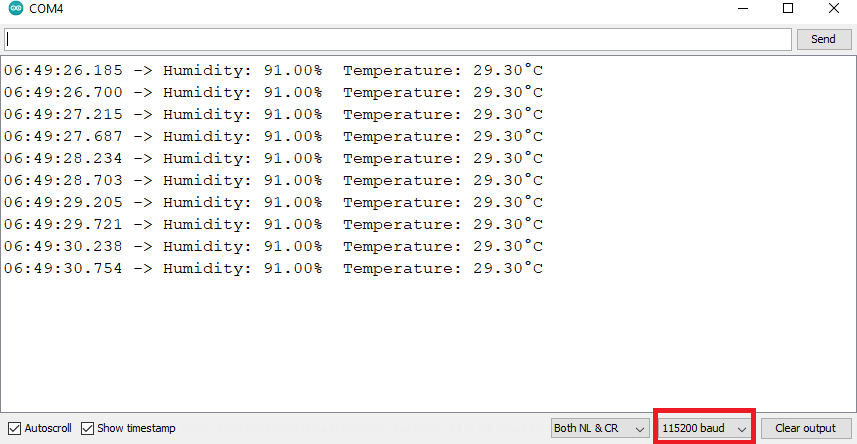 COM4
Send
06:49:26.185 -> Humidity: 91.00%  Temperature: 29.30°C
06:49:26.700 -> Humidity: 91.00%  Temperature: 29.30°C
06:49:27.215 -> Humidity: 91.00%  Temperature: 29.30°C
06:49:27.687 -> Humidity: 91.00%  Temperature: 29.30°C
06:49:28.234 -> Humidity: 91.00%  Temperature: 29.30°C
06:49:28.703 -> Humidity: 91.00%  Temperature: 29.30°C
06:49:29.205 -> Humidity: 91.00%  Temperature: 29.30°C
06:49:29.721 -> Humidity: 91.00%  Temperature: 29.30°C
06:49:30.238 -> Humidity: 91.00%  Temperature: 29.30°C
06:49:30.754 -> Humidity: 91.00%  Temperature: 29.30°C
Autoscroll Show timestamp Both NL & CR 115200 baud Clear output